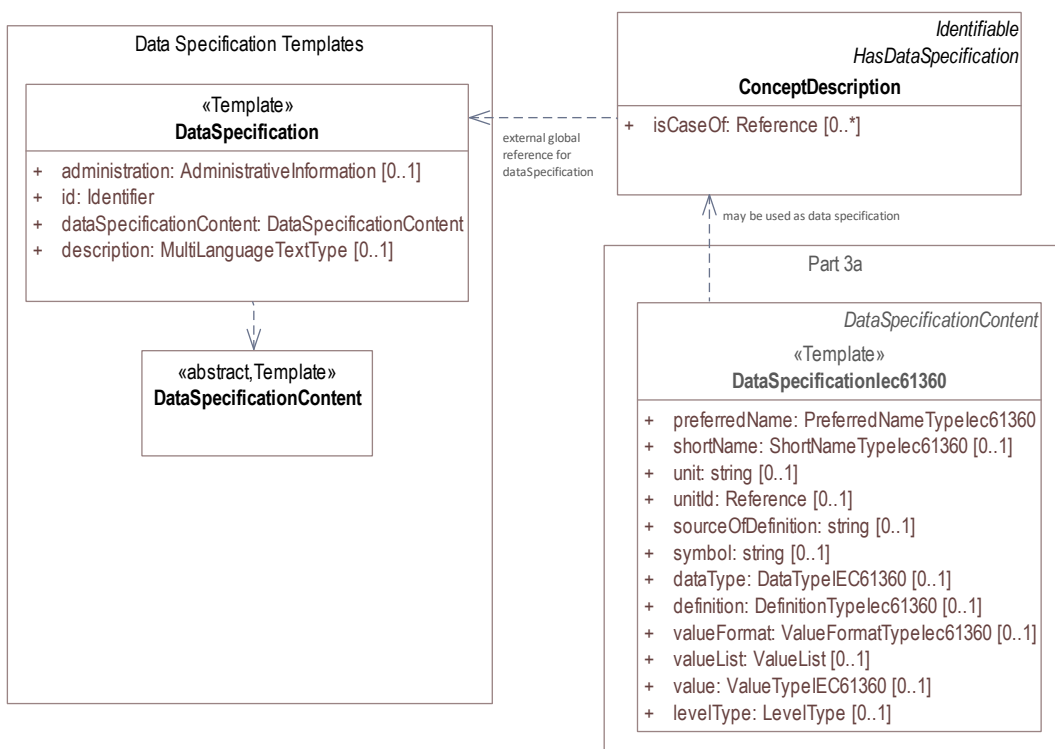 Data Specification Templates
«Template»
DataSpecification
+ administration: AdministrativeInformation [0..1]
+ id: Identifier
+ dataSpecificationContent: DataSpecificationContent
+ description: MultiLanguageTextType [0..1]
«abstract,Template»
DataSpecificationContent
external global
reference for
dataSpecification
Identifiable
HasDataSpecification
ConceptDescription
+ isCaseOf: Reference [0..*]
may be used as data specification
Part 3a
DataSpecificationContent
«Template»
DataSpecificationIec61360
+ preferredName: PreferredNameTypeIec61360
+ shortName: ShortNameTypeIec61360 [0..1]
+ unit: string [0..1]
+ unitId: Reference [0..1]
+ sourceOfDefinition: string [0..1]
+ symbol: string [0..1]
+ dataType: DataTypeIEC61360 [0..1]
+ definition: DefinitionTypeIec61360 [0..1]
+ valueFormat: ValueFormatTypeIec61360 [0..1]
+ valueList: ValueList [0..1]
+ value: ValueTypeIEC61360 [0..1]
+ levelType: LevelType [0..1]